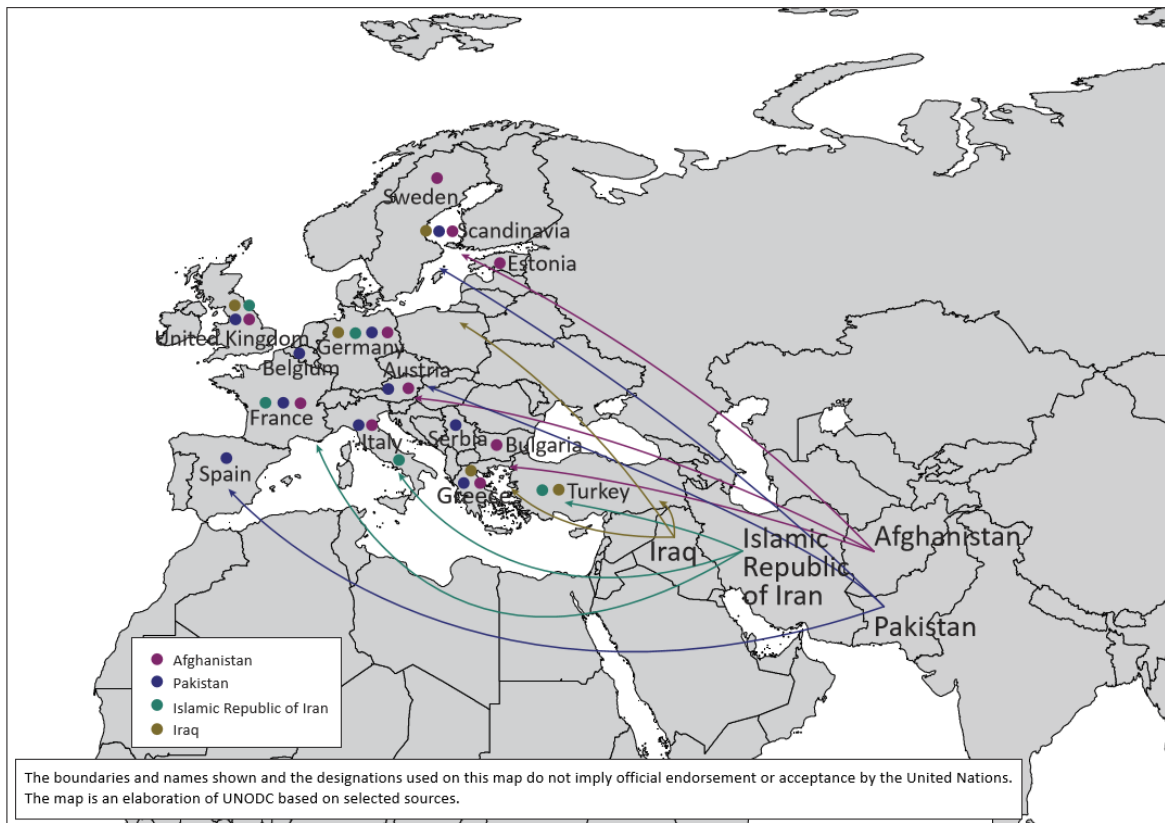 Sweden
Scandinavia
Estonia
United Kingdom
Germany
Belgium
Austria
France
Italy
Serbia
Bulgaria
Spain
Greece
Turkey
Iraq
Islamic
Republic
of Iran
Afghanistan
Pakistan
Afghanistan
Pakistan
Islamic Republic of Iran
Iraq
The boundaries and names shown and the designations used on this map do not imply official endorsement or acceptance by the United Nations.
The map is an elaboration of UNODC based on selected sources.